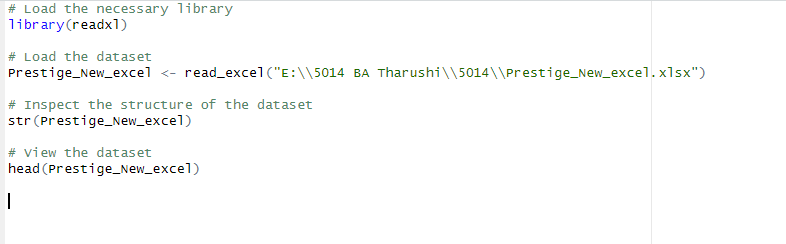 # Load the necessary library
library(readxl)
# Load the dataset
Prestige_New_excel <- read_excel("E:\\5014 BA Tharushi\\5014\\Prestige_New_excel.xlsx")
# Inspect the structure of the dataset
str(Prestige_New_excel)
# View the dataset
head(Prestige_New_excel)